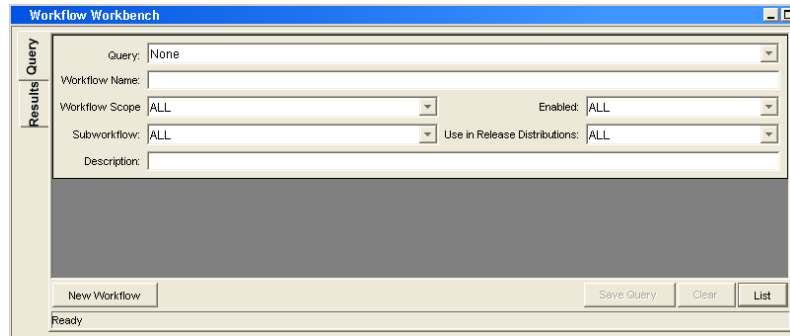 Workflow Workbench
Query
Results
Query: None
Workflow Name:
Workflow Scope ALL Enabled: ALL
Subworkflow: ALL Use in Release Distributions: ALL
Description:
New Workflow Save Query Clear List
Ready